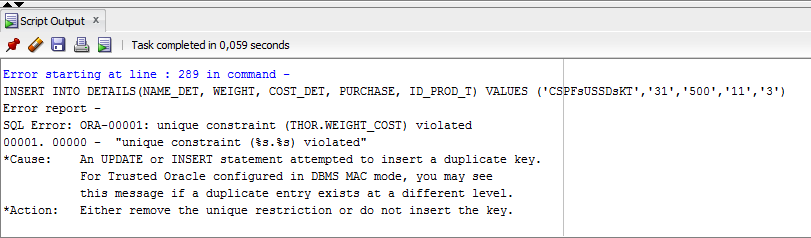 Script Output x
Task completed in 0,059 seconds
Error starting at line : 289 in command -
INSERT INTO DETAILS(NAME_DET, WEIGHT, COST_DET, PURCHASE, ID_PROD_T) VALUES ('CSPFsUSSDsKT','31','500','11','3')
Error report -
SQL Error: ORA-00001: unique constraint (THOR.WEIGHT_COST) violated
00001. 00000 -  "unique constraint (%s.%s) violated"
*Cause:    An UPDATE or INSERT statement attempted to insert a duplicate key.
           For Trusted Oracle configured in DBMS MAC mode, you may see
           this message if a duplicate entry exists at a different level.
*Action:   Either remove the unique restriction or do not insert the key.